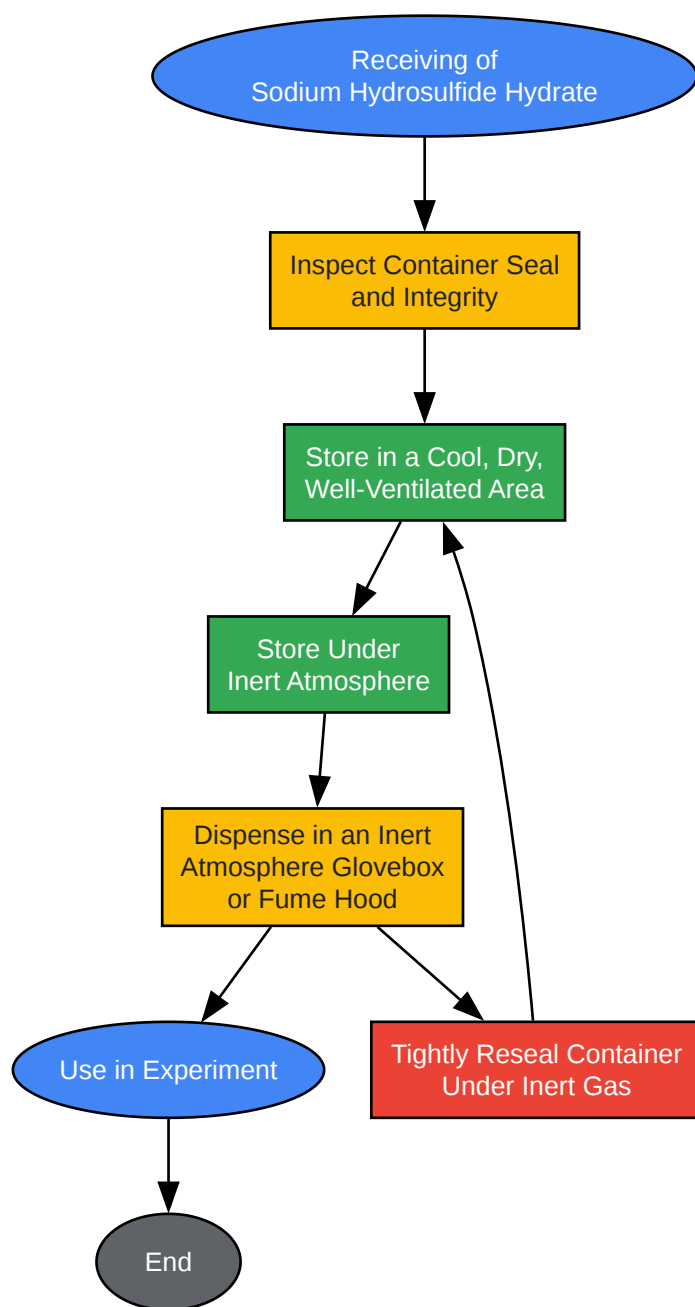 Receiving of
Sodium Hydrosulfide Hydrate
Inspect Container Seal
and Integrity
Store in a Cool, Dry,
Well-Ventilated Area
Store Under
Inert Atmosphere
Dispense in an Inert
Atmosphere Glovebox
or Fume Hood
Use in Experiment
Tightly Reseal Container
Under Inert Gas
End